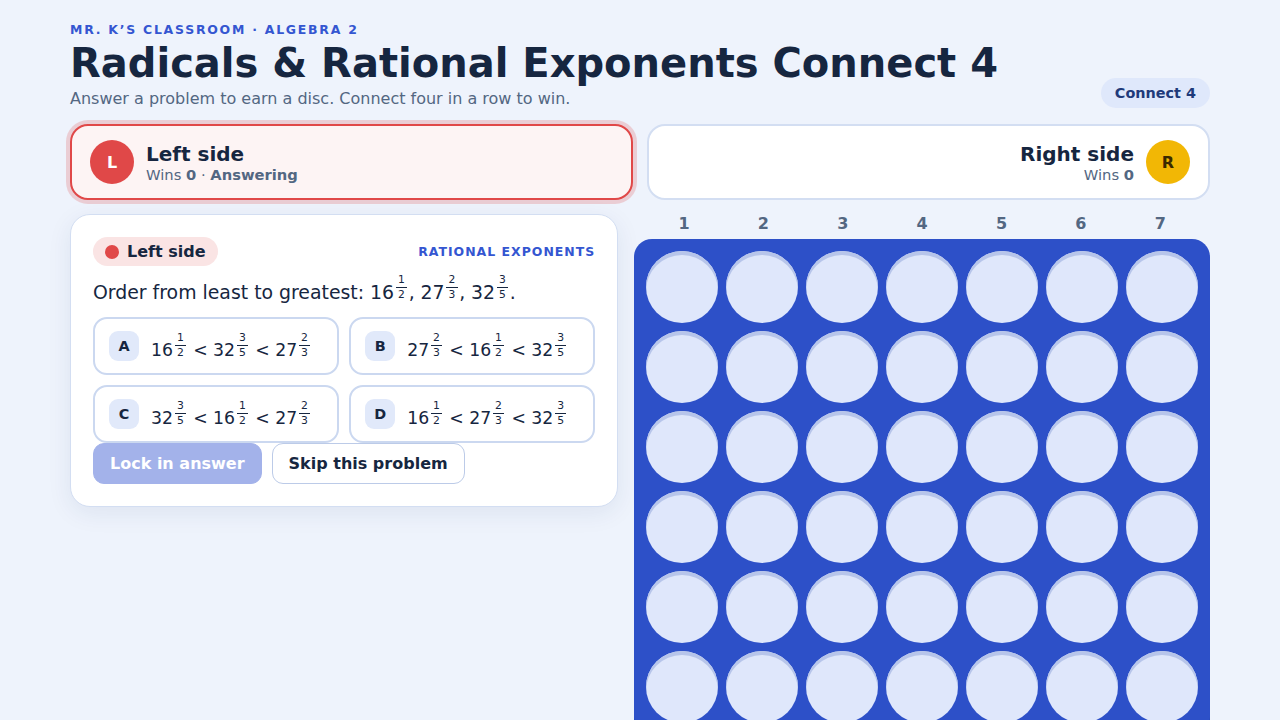 MR. K’S CLASSROOM · ALGEBRA 2
Radicals & Rational Exponents Connect 4
Answer a problem to earn a disc. Connect four in a row to win.
Connect 4
L
Left side
Wins 0 · Answering
Right side
Wins 0
R
Left side
RATIONAL EXPONENTS
Order from least to greatest: 16^(1/2), 27^(2/3), 32^(3/5).
A 16^(1/2) < 32^(3/5) < 27^(2/3)
B 27^(2/3) < 16^(1/2) < 32^(3/5)
C 32^(3/5) < 16^(1/2) < 27^(2/3)
D 16^(1/2) < 27^(2/3) < 32^(3/5)
Lock in answer
Skip this problem
1 2 3 4 5 6 7